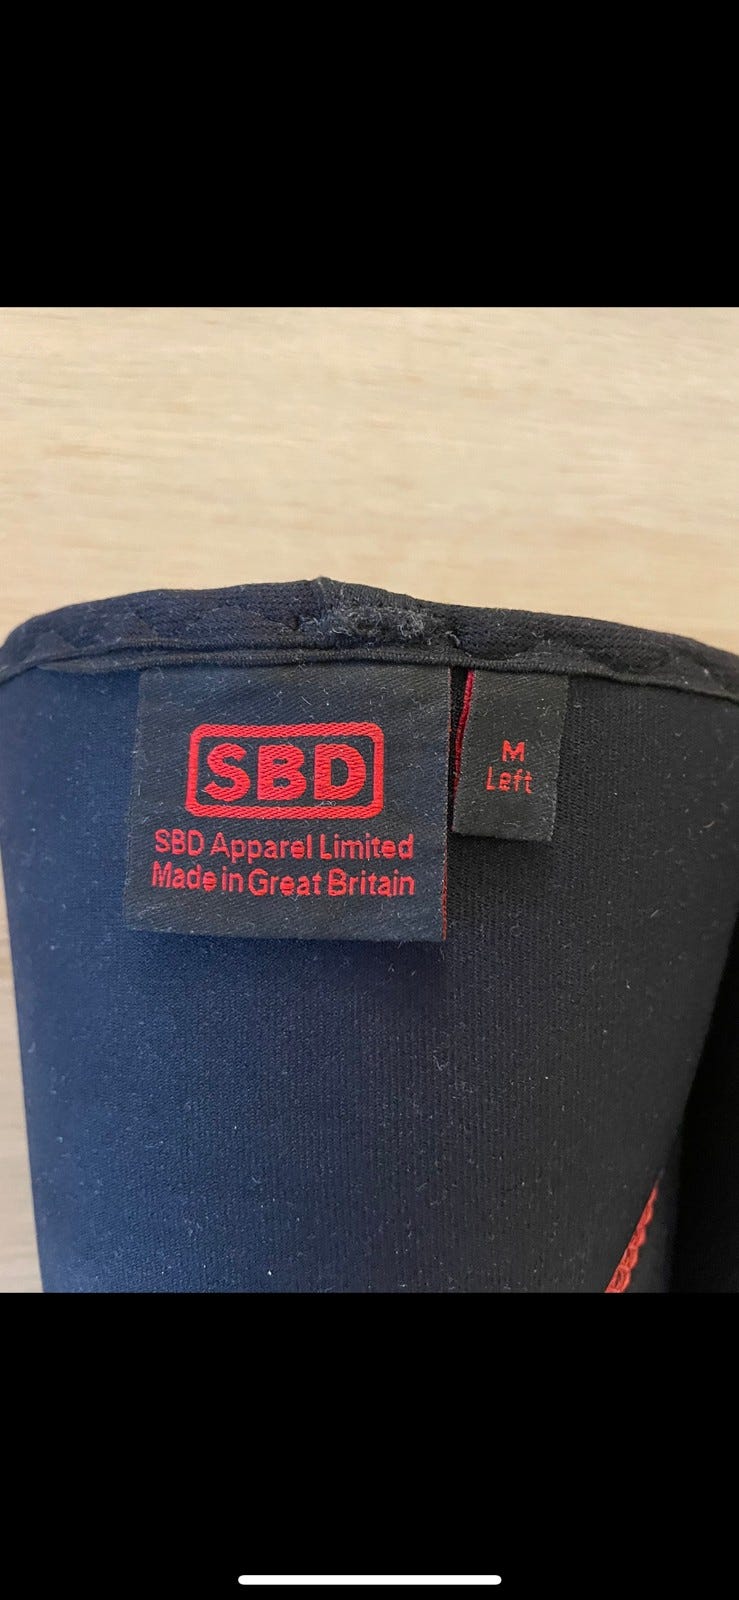 SBD
SBD Apparel Limited
Made in Great Britain
M
Left